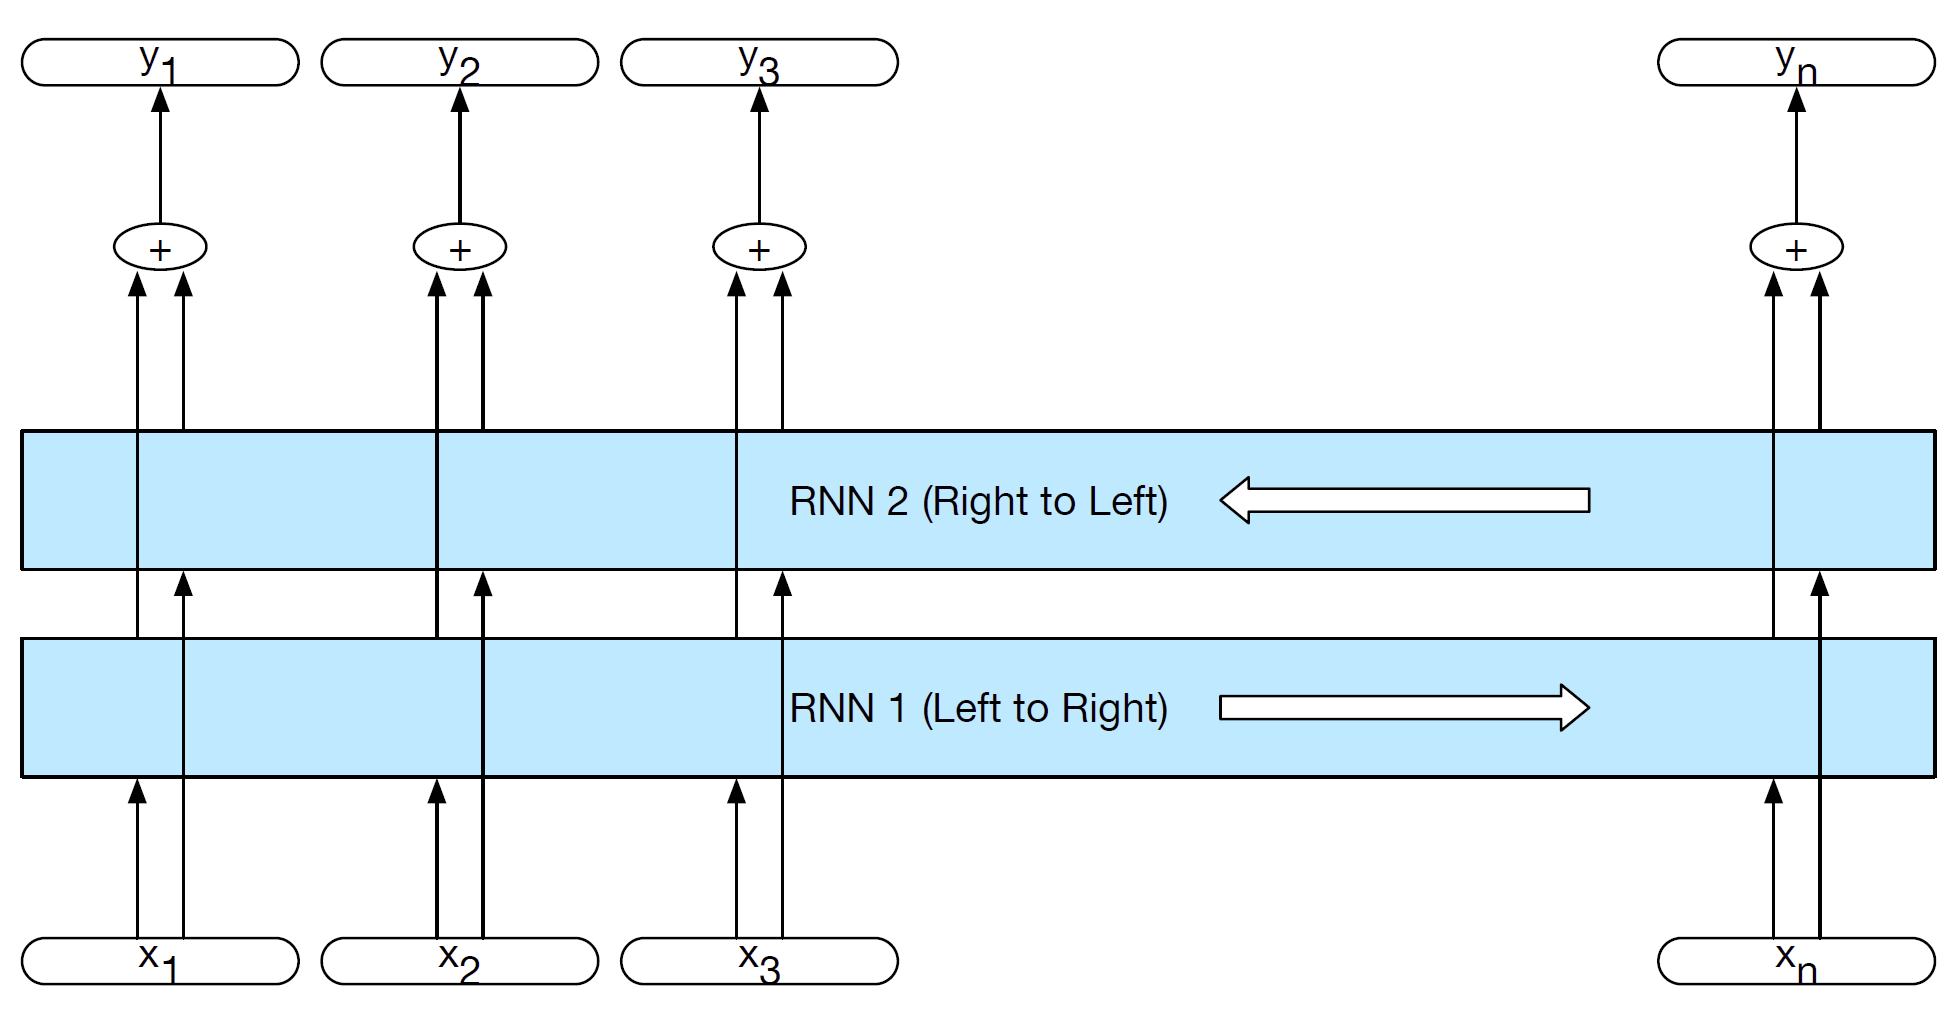 y1 y2 y3 yn
+ + + +
RNN 2 (Right to Left)
RNN 1 (Left to Right)
x1 x2 x3 xn